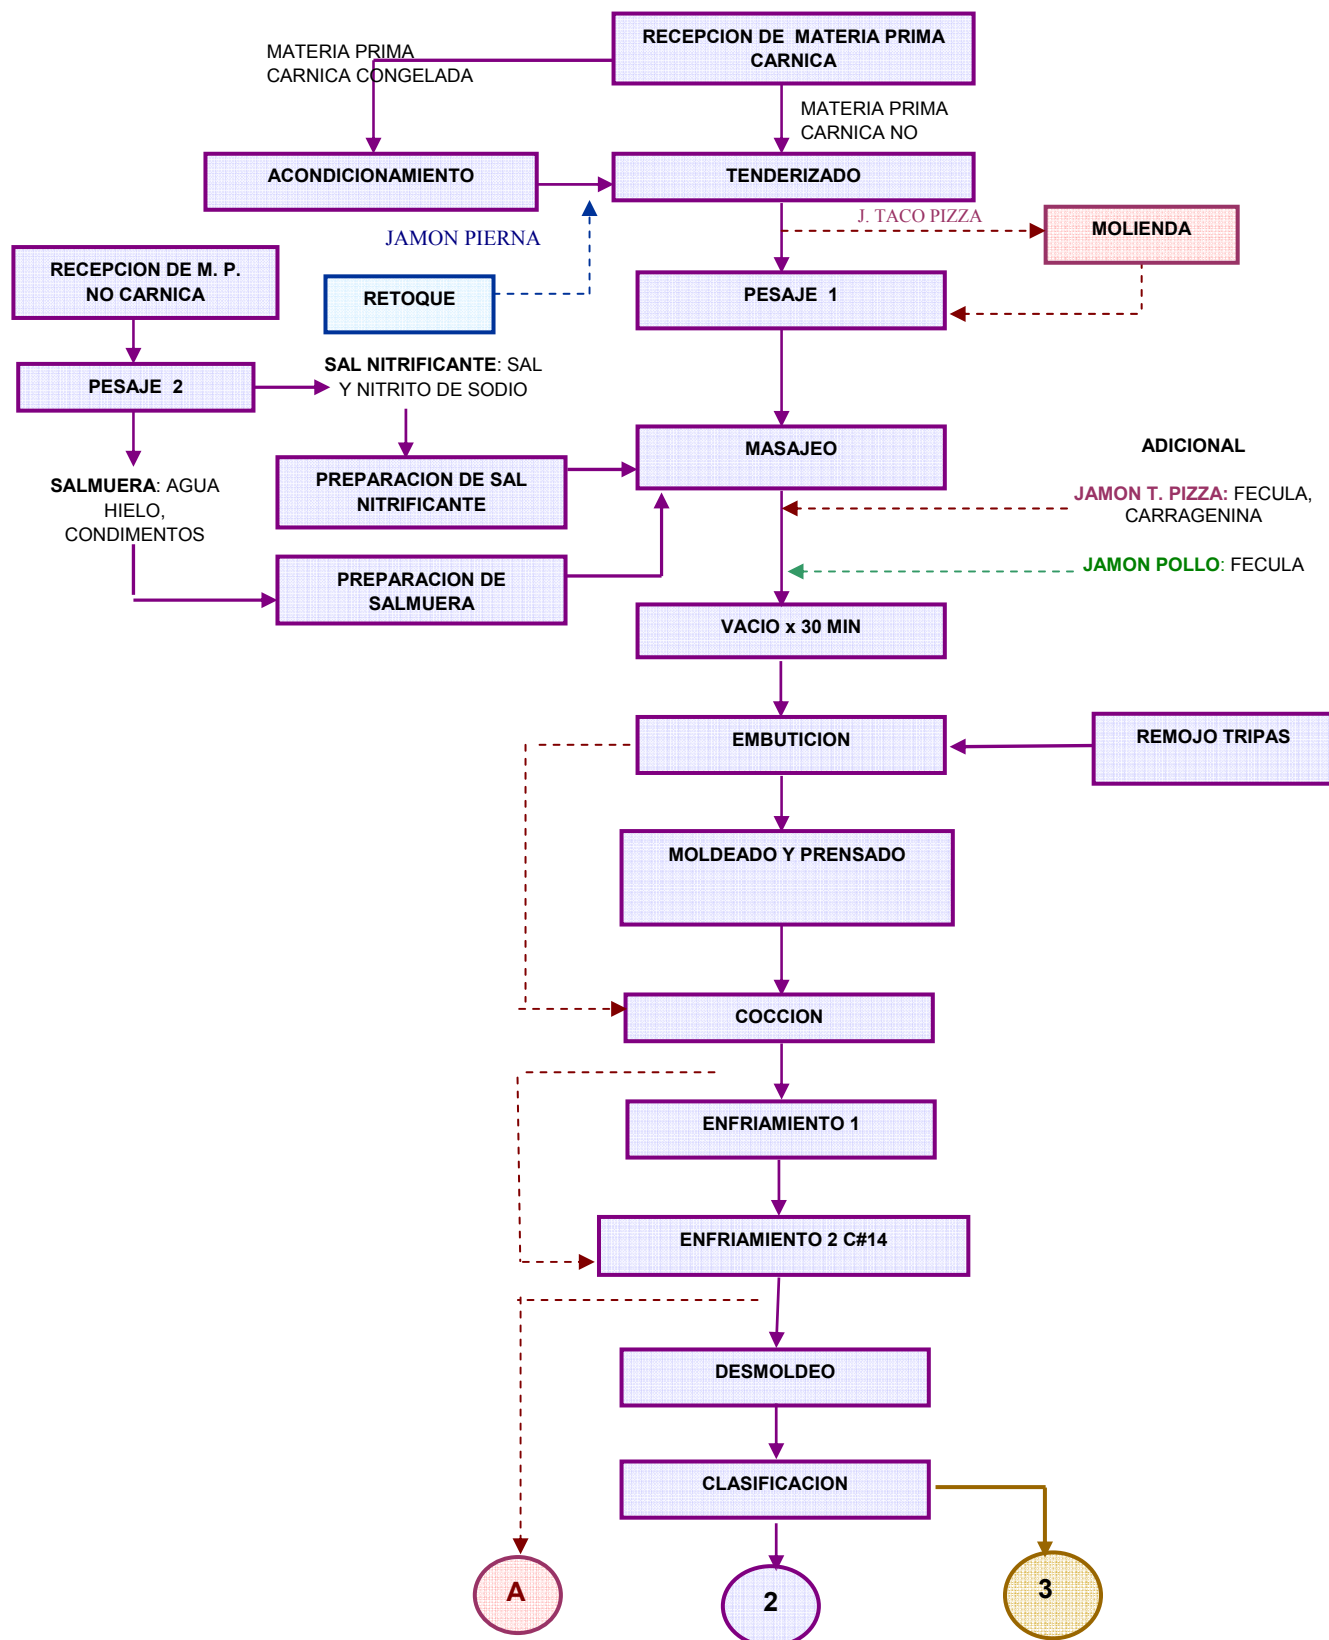 RECEPCION DE MATERIA PRIMA
CARNICA
MATERIA PRIMA
CARNICA CONGELADA
MATERIA PRIMA
CARNICA NO
ACONDICIONAMIENTO
TENDERIZADO
J. TACO PIZZA
MOLIENDA
JAMON PIERNA
RECEPCION DE M. P.
NO CARNICA
RETOQUE
PESAJE 1
SAL NITRIFICANTE: SAL
Y NITRITO DE SODIO
PESAJE 2
MASAJEO
ADICIONAL
PREPARACION DE SAL
NITRIFICANTE
SALMUERA: AGUA
HIELO,
CONDIMENTOS
JAMON T. PIZZA: FECULA,
CARRAGENINA
JAMON POLLO: FECULA
PREPARACION DE
SALMUERA
VACIO x 30 MIN
EMBUTICION
REMOJO TRIPAS
MOLDEADO Y PRENSADO
COCCION
ENFRIAMIENTO 1
ENFRIAMIENTO 2 C#14
DESMOLDEO
CLASIFICACION
A
2
3